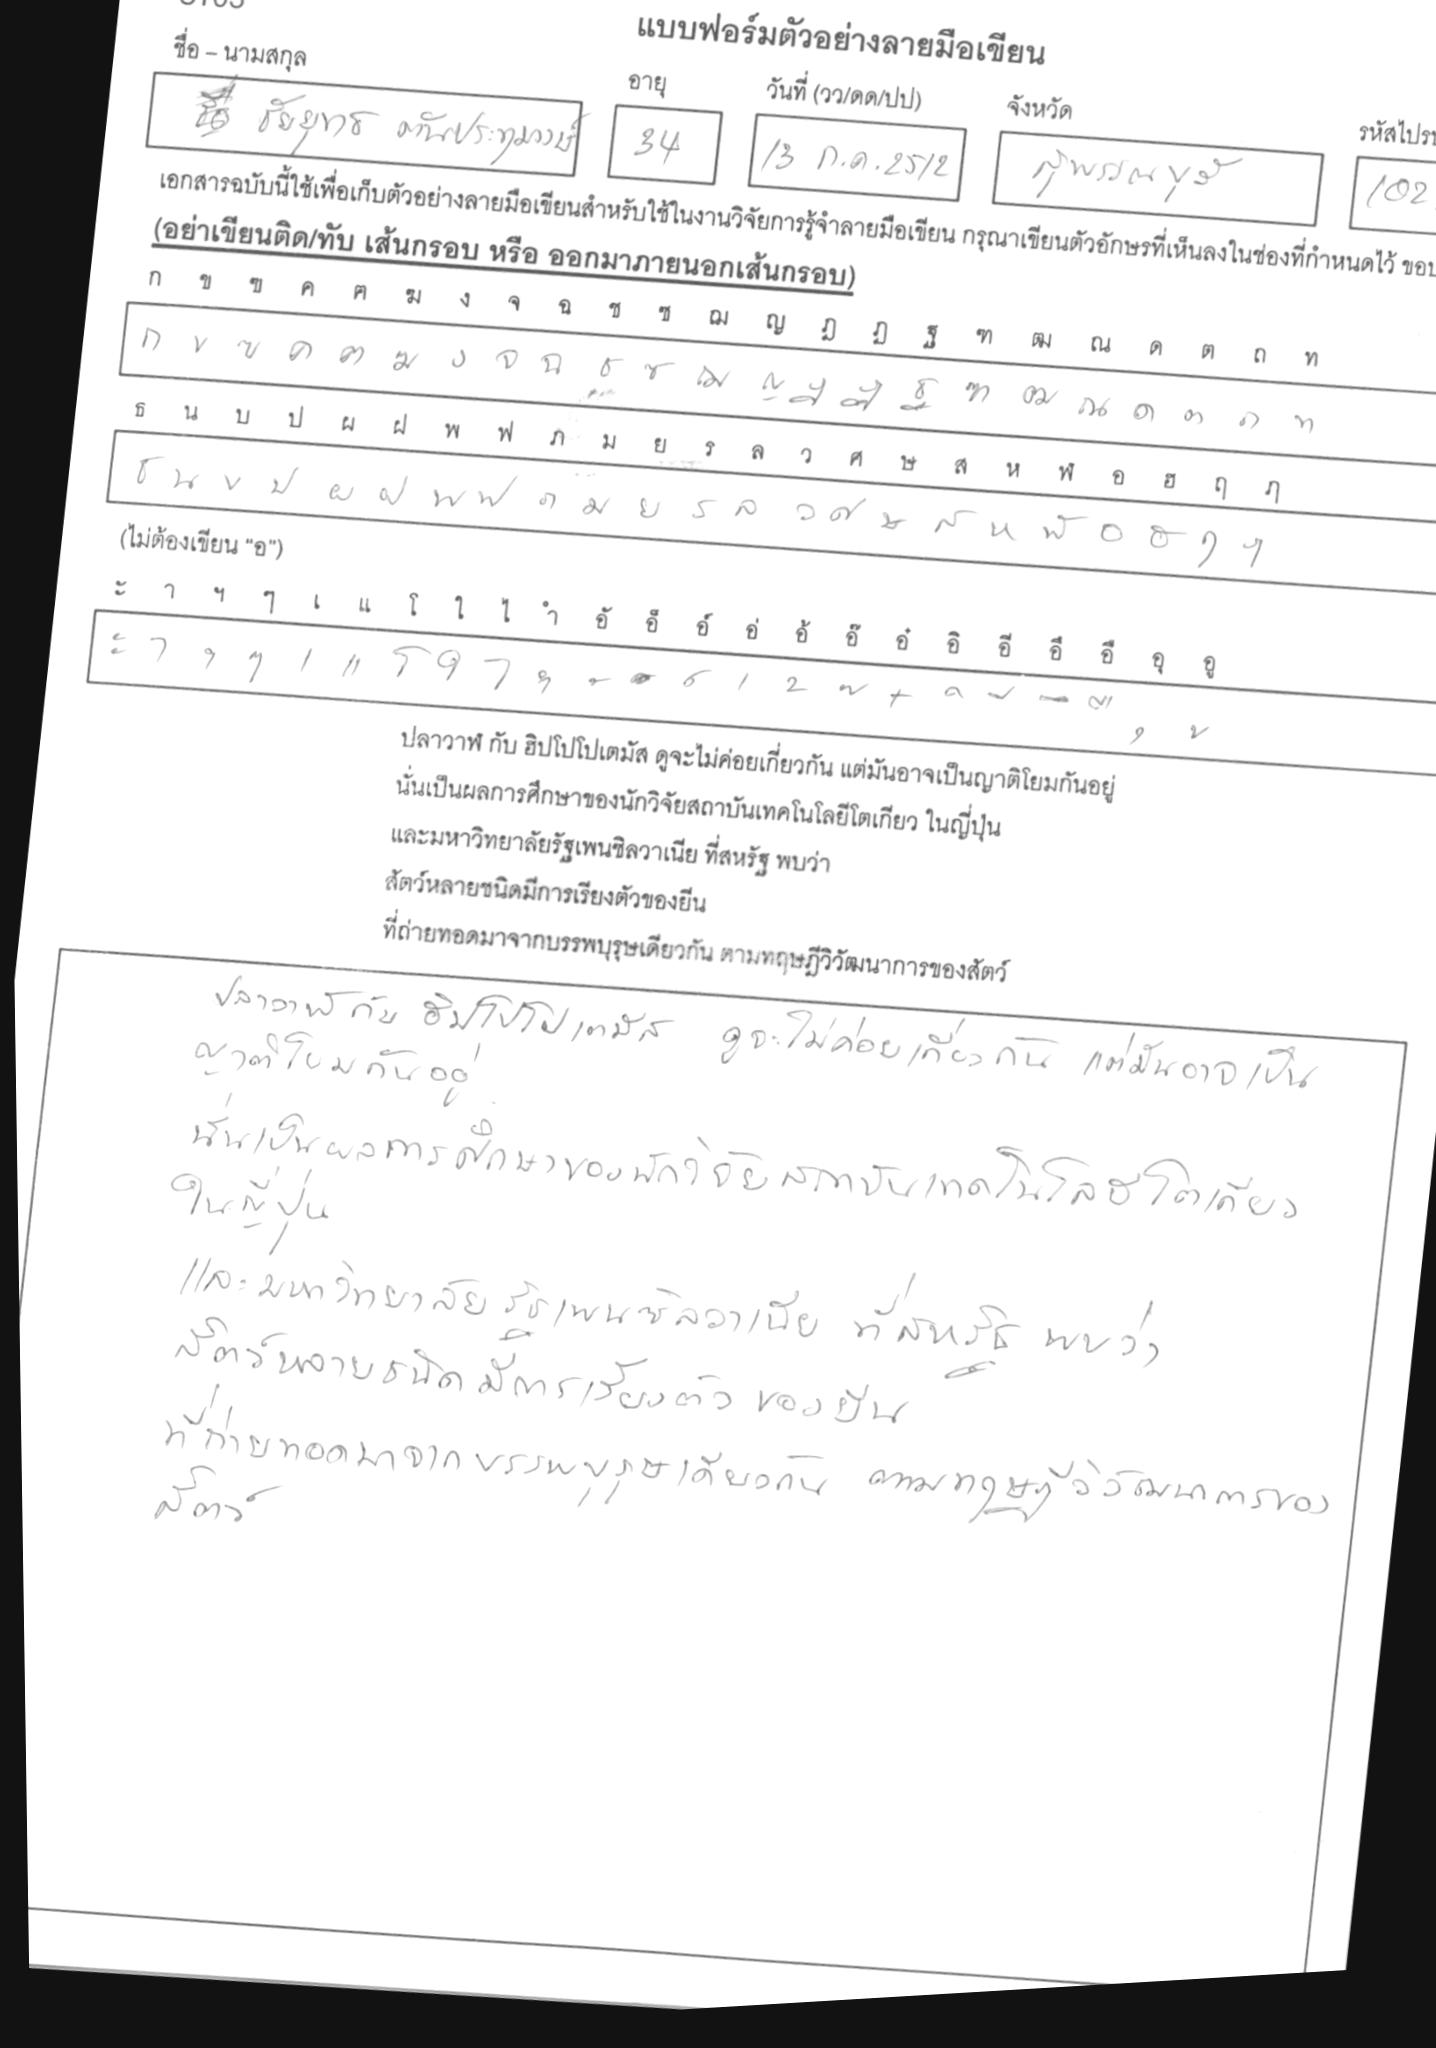 แบบฟอร์มตัวอย่างลายมือเขียน
ชื่อ – นามสกุล อายุ วันที่ (วว/ดด/ปป) จังหวัด
ชัยยุทธ 34 13 ก.ค.2512 สุพรรณบุรี 102
เอกสารฉบับนี้ใช้เพื่อเก็บตัวอย่างลายมือเขียนสำหรับใช้ในงานวิจัยการรู้จำลายมือเขียน กรุณาเขียนตัวอักษรที่เห็นลงในช่องที่กำหนดไว้
(อย่าเขียนติด/ทับ เส้นกรอบ หรือ ออกมาภายนอกเส้นกรอบ)
ก ข ฃ ค ฅ ฆ ง จ ฉ ช ซ ฌ ญ ฎ ฏ ฐ ฑ ฒ ณ ด ต ถ ท
ก ข ฃ ค ฅ ฆ ง จ ฉ ช ซ ฌ ญ ฎ ฏ ฐ ฑ ฒ ณ ด ต ถ ท
ธ น บ ป ผ ฝ พ ฟ ภ ม ย ร ล ว ศ ษ ส ห ฬ อ ฮ ฤ ฦ
ธ น บ ป ผ ฝ พ ฟ ภ ม ย ร ล ว ศ ษ ส ห ฬ อ ฮ ฤ ฦ
(ไม่ต้องเขียน "อ")
ะ า ฯ ๆ เ แ โ ใ ไ ำ อั อ็ อ์ อ่ อ้ อ๊ อ๋ อิ อี อึ อื อุ อู
ะ า ฯ ๆ เ แ โ ใ ไ ำ ั ็ ์ ่ ้ ๊ ๋ ิ ี ึ ื ุ ู
ปลาวาฬ กับ ฮิปโปโปเตมัส ดูจะไม่ค่อยเกี่ยวกัน แต่มันอาจเป็นญาติโยมกันอยู่
นั่นเป็นผลการศึกษาของนักวิจัยสถาบันเทคโนโลยีโตเกียว ในญี่ปุ่น
และมหาวิทยาลัยรัฐเพนซิลวาเนีย ที่สหรัฐ พบว่า
สัตว์หลายชนิดมีการเรียงตัวของยีน
ที่ถ่ายทอดมาจากบรรพบุรุษเดียวกัน ตามทฤษฎีวิวัฒนาการของสัตว์
ปลาวาฬ กับ ฮิปโปโปเตมัส ดูจะไม่ค่อยเกี่ยวกัน แต่มันอาจเป็น
ญาติโยมกันอยู่
นั่นเป็นผลการศึกษาของนักวิจัยสถาบันเทคโนโลยีโตเกียว
ในญี่ปุ่น
และมหาวิทยาลัยรัฐเพนซิลวาเนีย ที่สหรัฐ พบว่า
สัตว์หลายชนิดมีการเรียงตัวของยีน
ที่ถ่ายทอดมาจากบรรพบุรุษเดียวกัน ตามทฤษฎีวิวัฒนาการของ
สัตว์